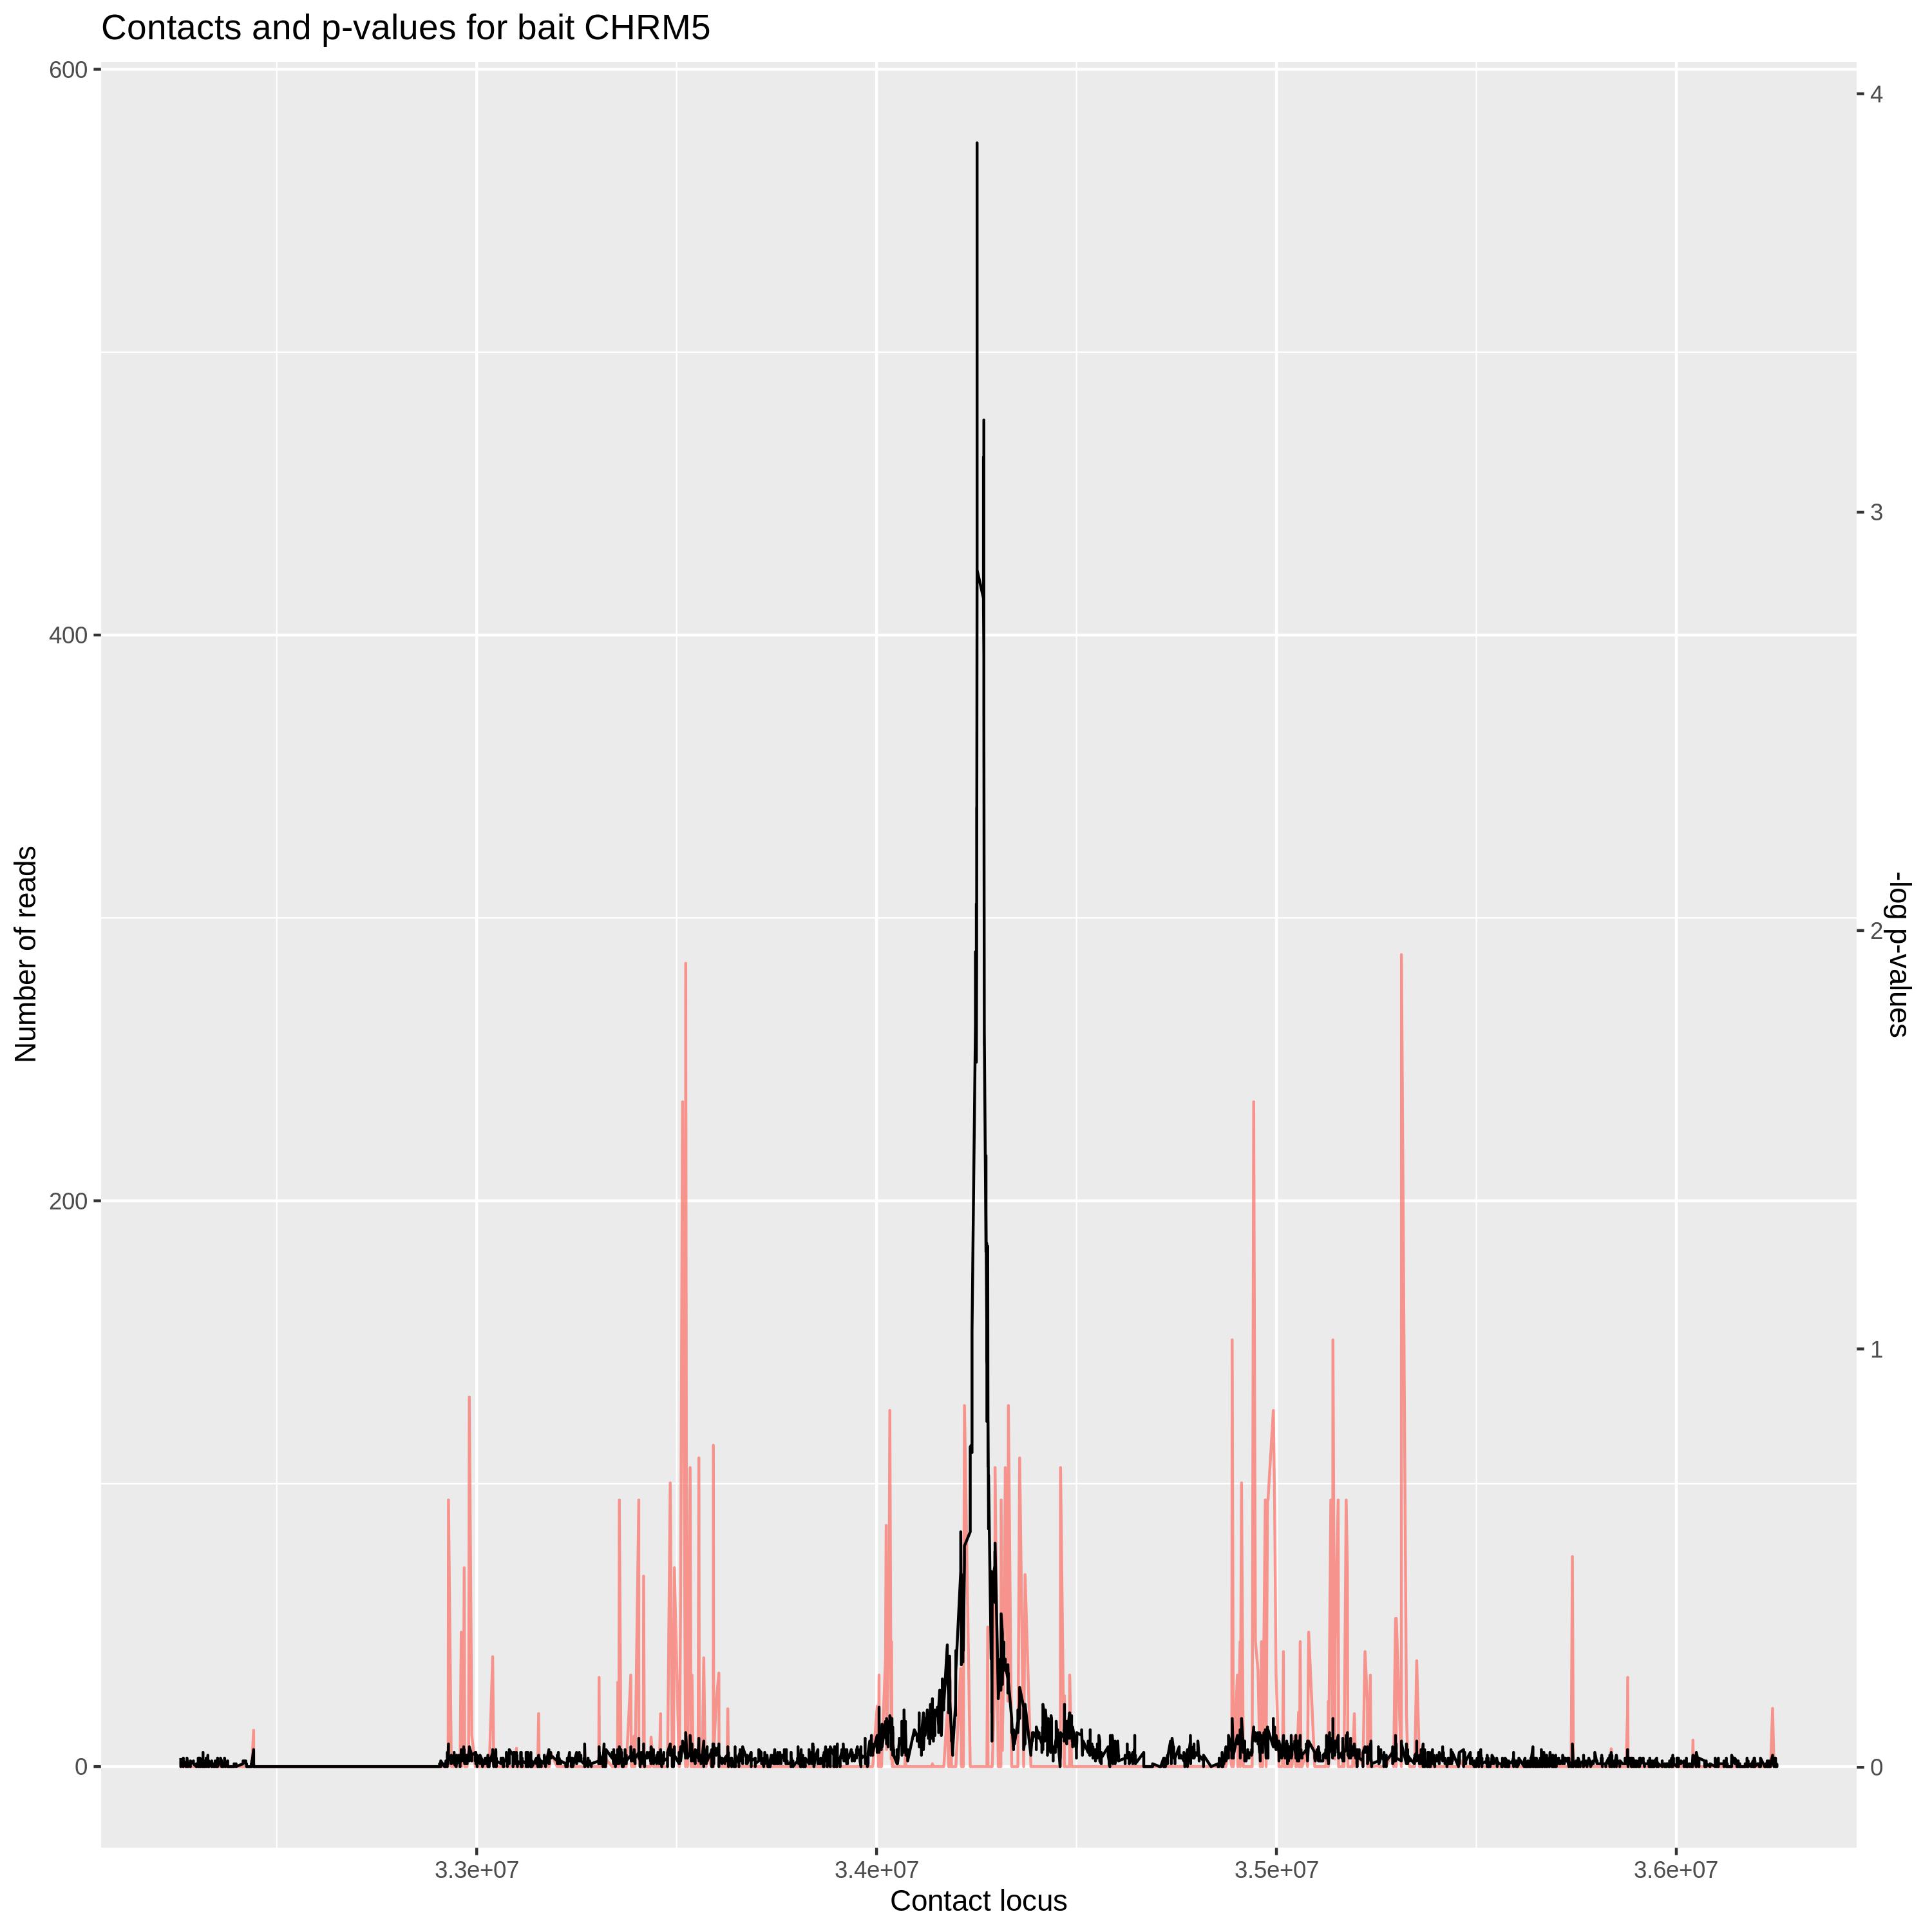 Contacts and p-values for bait CHRM5
600
400
200
0
Number of reads
4
3
2
1
0
-log p-values
3.3e+07
3.4e+07
3.5e+07
3.6e+07
Contact locus